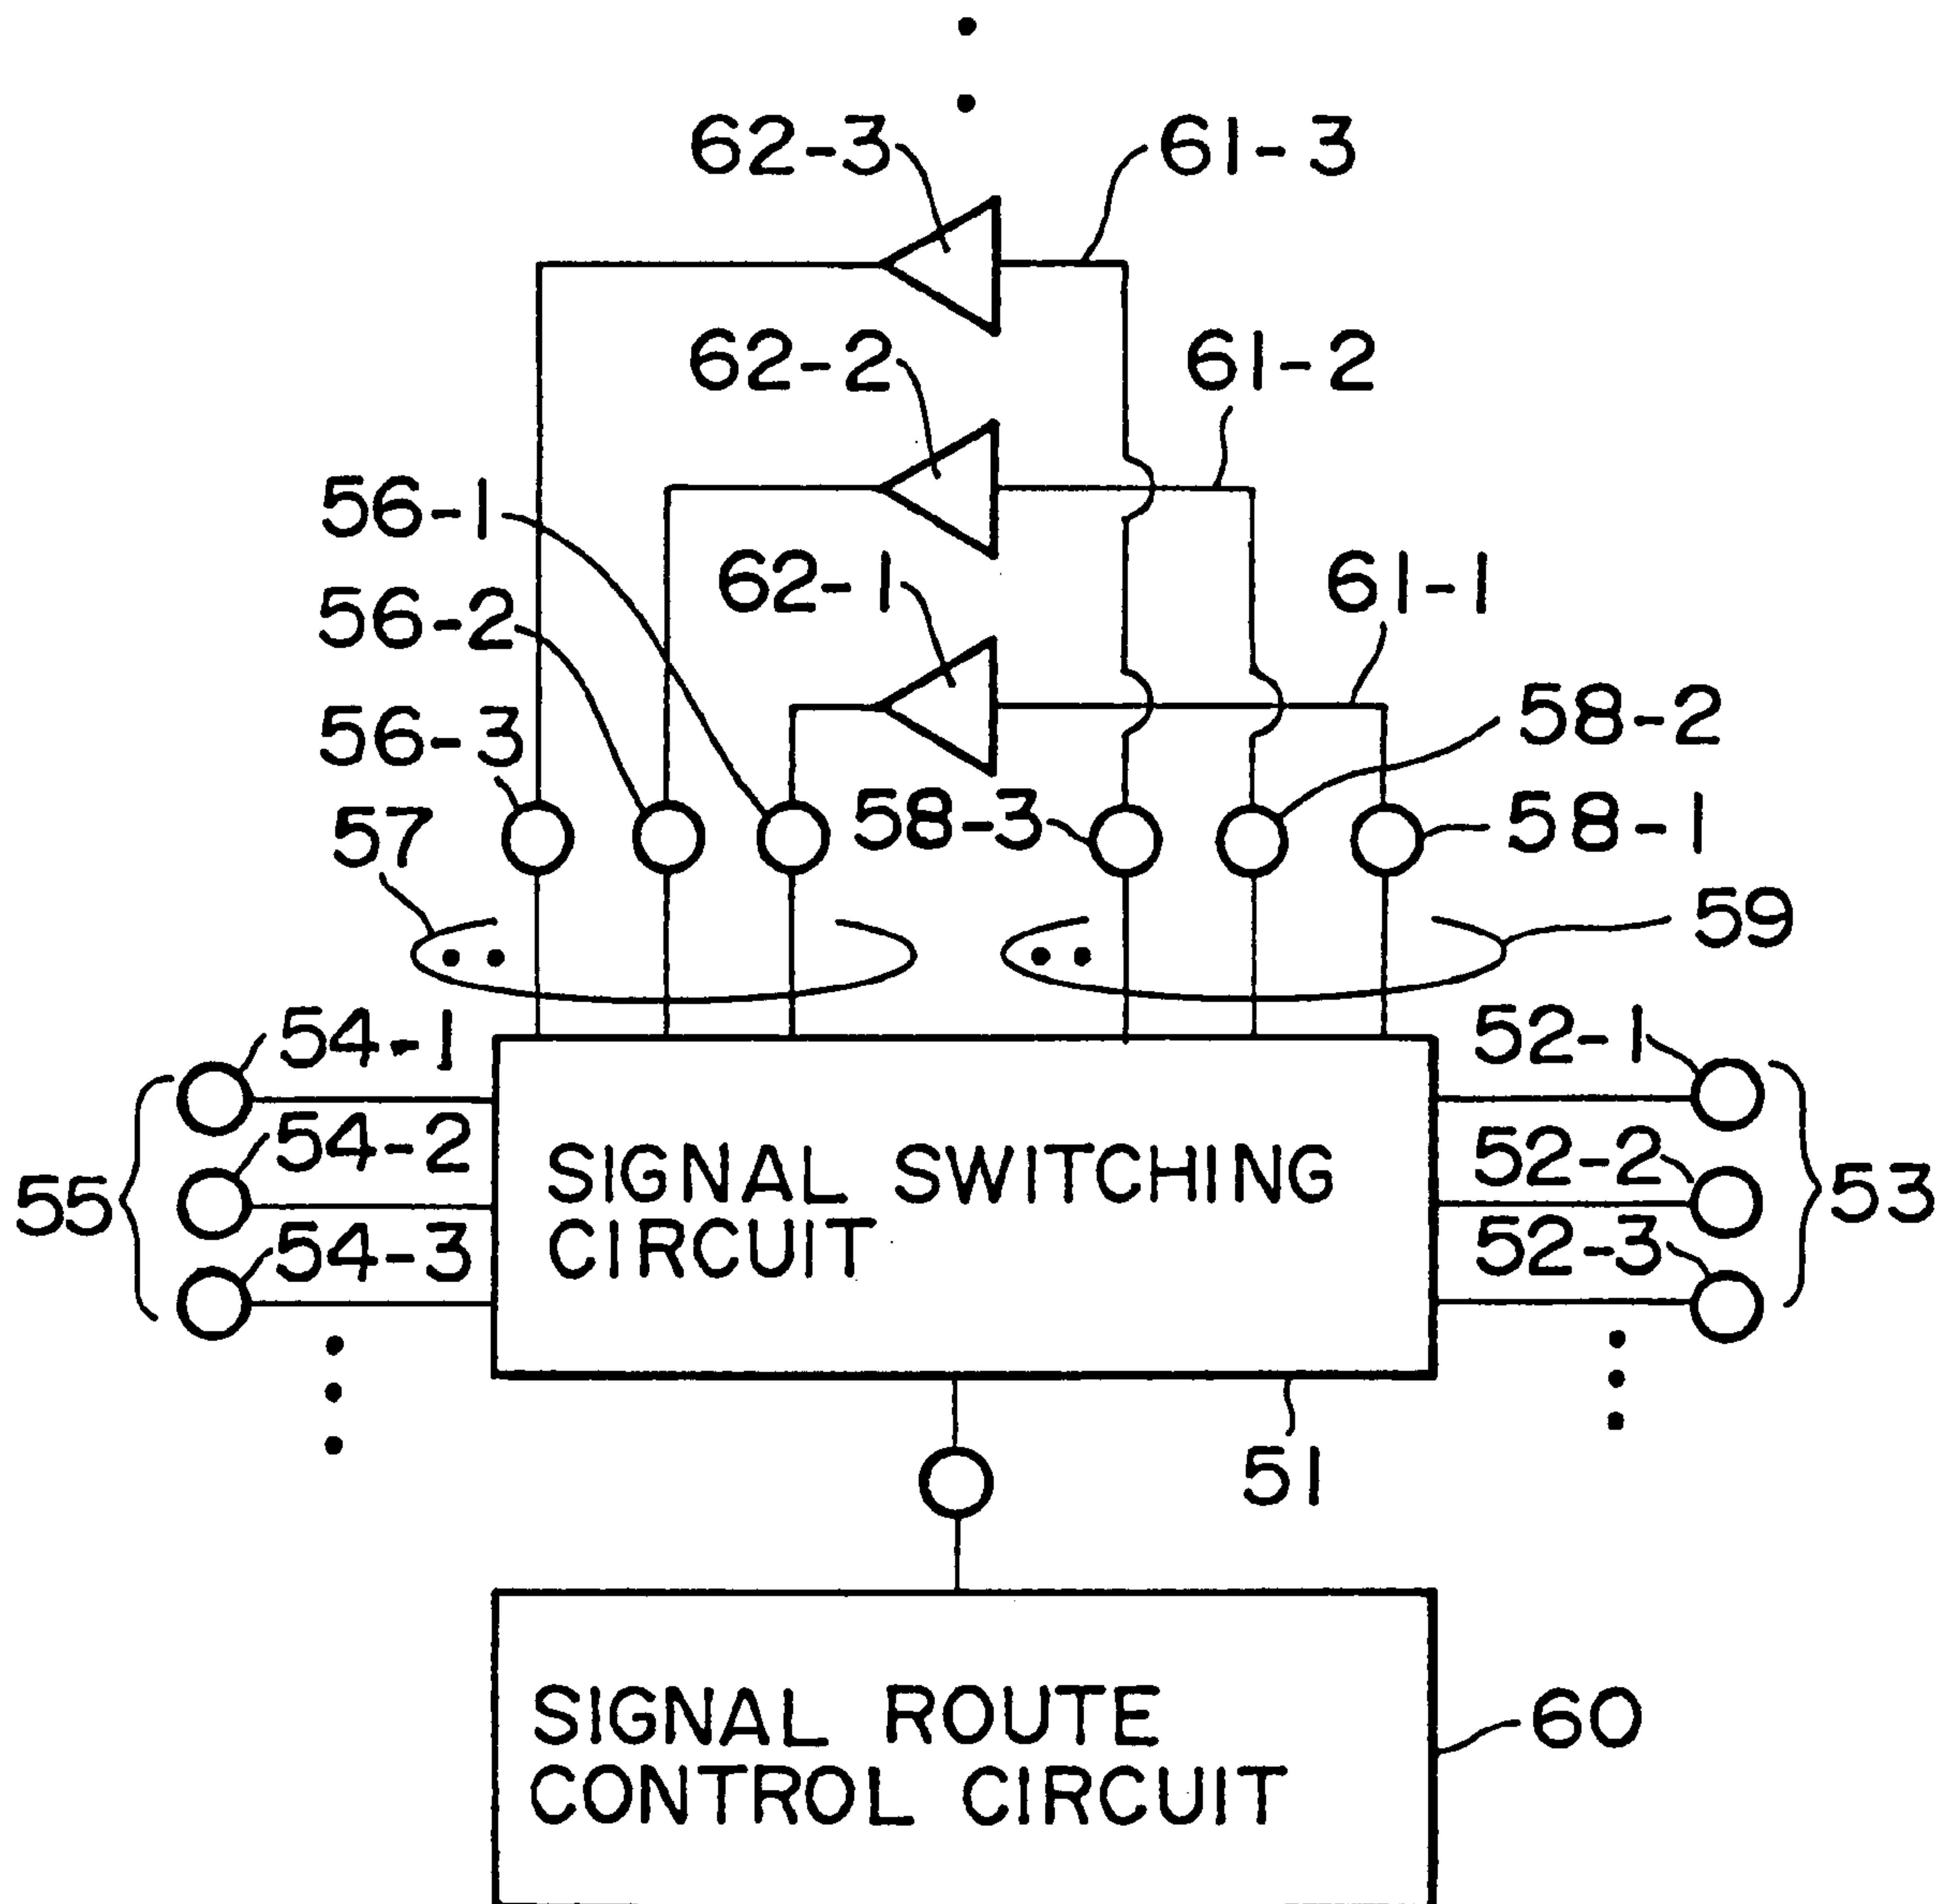 62-3 61-3
62-2 61-2
56-1
62-1 61-1
56-2
56-3 58-2
57 58-3 58-1
59
54-1 52-1
54-2 52-2
SIGNAL SWITCHING
55 53
54-3 52-3
CIRCUIT
51
SIGNAL ROUTE
60
CONTROL CIRCUIT